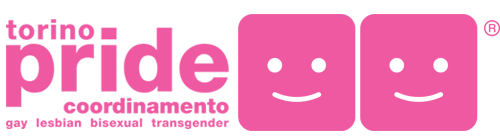 torino
pride
coordinamento
gay lesbian bisexual transgender
®